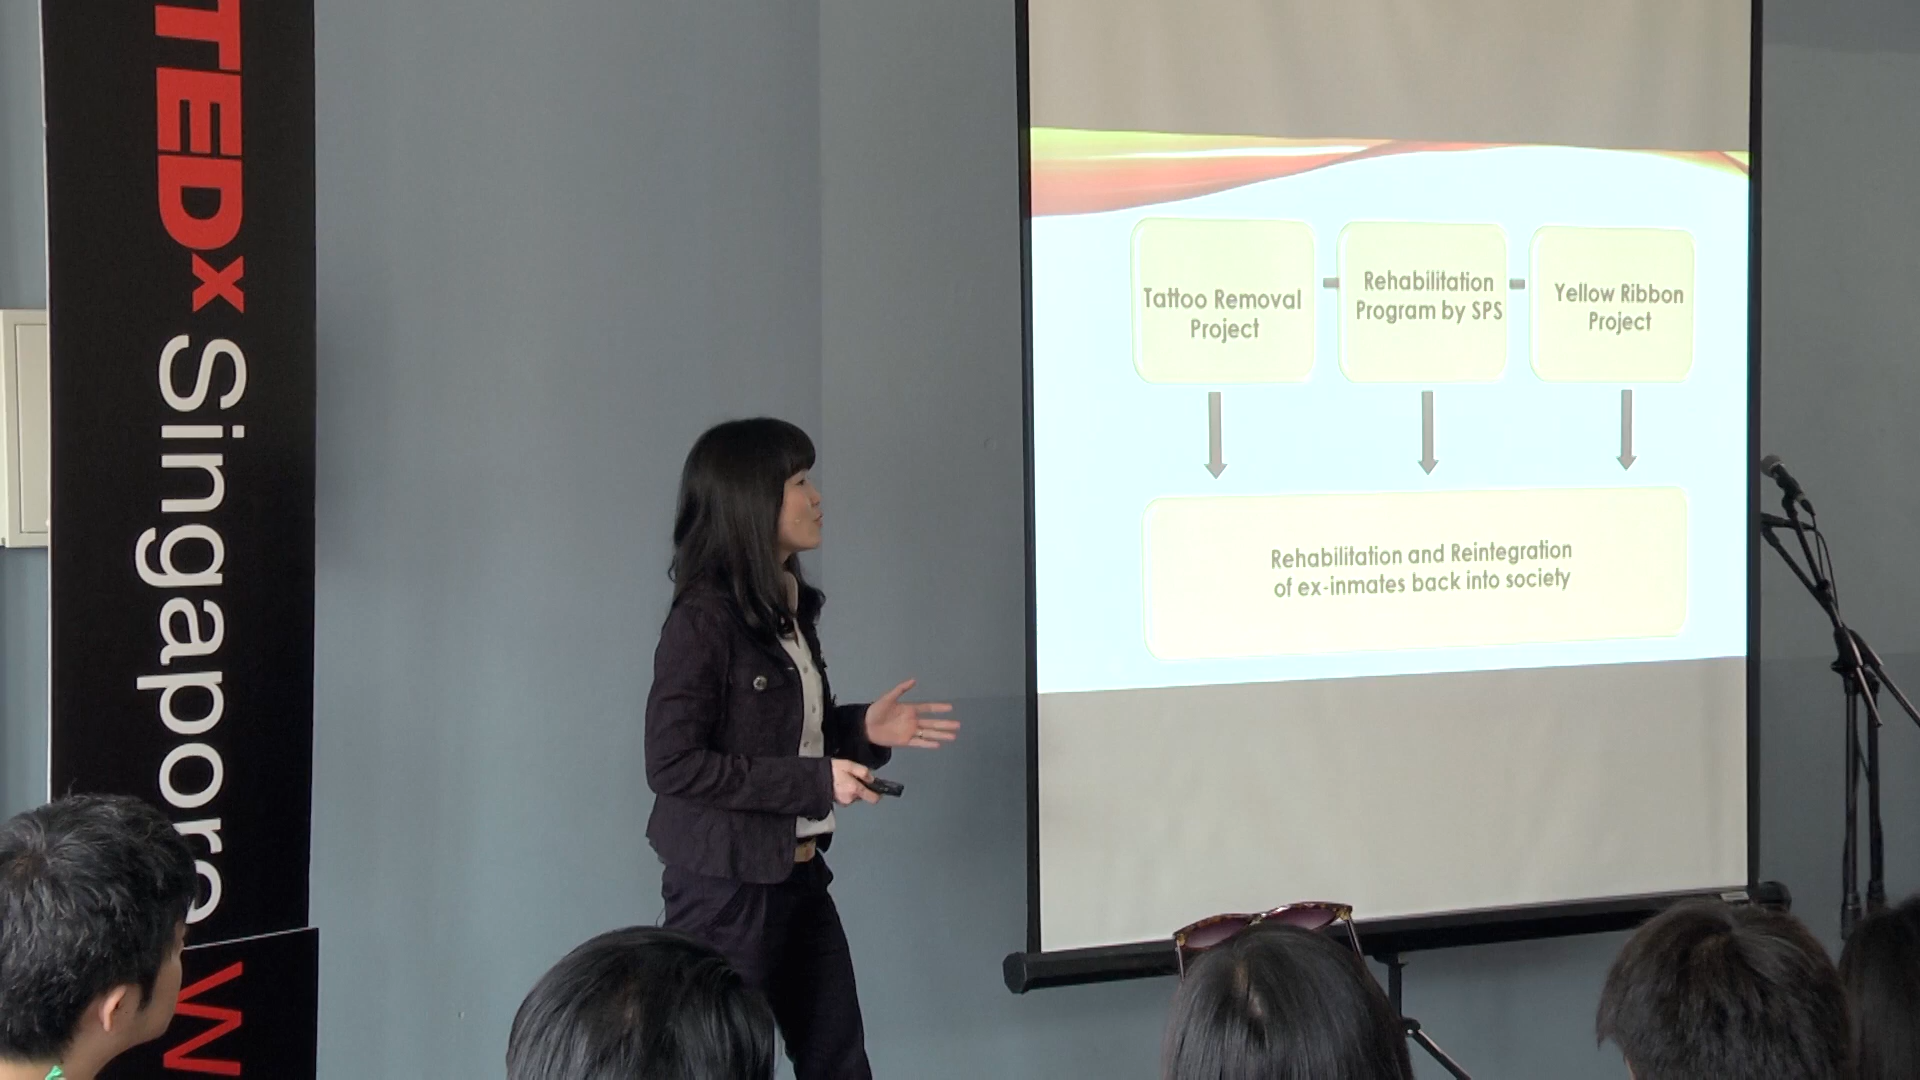 TEDx Singapore W
Tattoo Removal
Project
Rehabilitation
Program by SPS
Yellow Ribbon
Project
Rehabilitation and Reintegration
of ex-inmates back into society